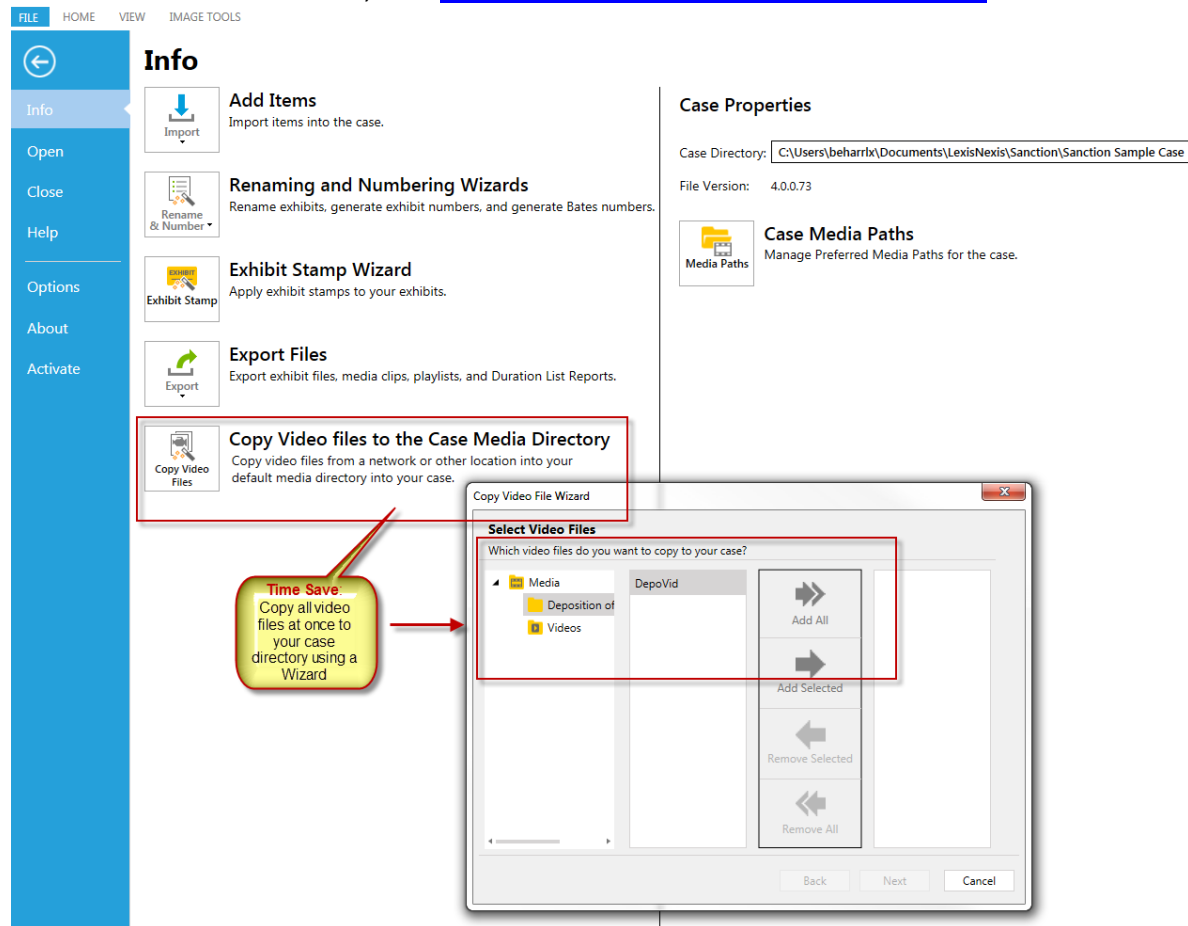 FILE HOME VIEW IMAGE TOOLS
Info
Info
Open
Close
Help
Options
About
Activate
Import
Add Items
Import items into the case.
Rename
& Number
Renaming and Numbering Wizards
Rename exhibits, generate exhibit numbers, and generate Bates numbers.
EXHIBIT
Exhibit Stamp
Exhibit Stamp Wizard
Apply exhibit stamps to your exhibits.
Export
Export Files
Export exhibit files, media clips, playlists, and Duration List Reports.
Copy Video
Files
Copy Video files to the Case Media Directory
Copy video files from a network or other location into your
default media directory into your case.
Case Properties
Case Directory: C:\Users\beharrlx\Documents\LexisNexis\Sanction\Sanction Sample Case
File Version: 4.0.0.73
Media Paths
Case Media Paths
Manage Preferred Media Paths for the case.
Time Save:
Copy all video
files at once to
your case
directory using a
Wizard
Copy Video File Wizard
x
Select Video Files
Which video files do you want to copy to your case?
Media
Deposition of
Videos
DepoVid
Add All
Add Selected
Remove Selected
Remove All
Back Next Cancel